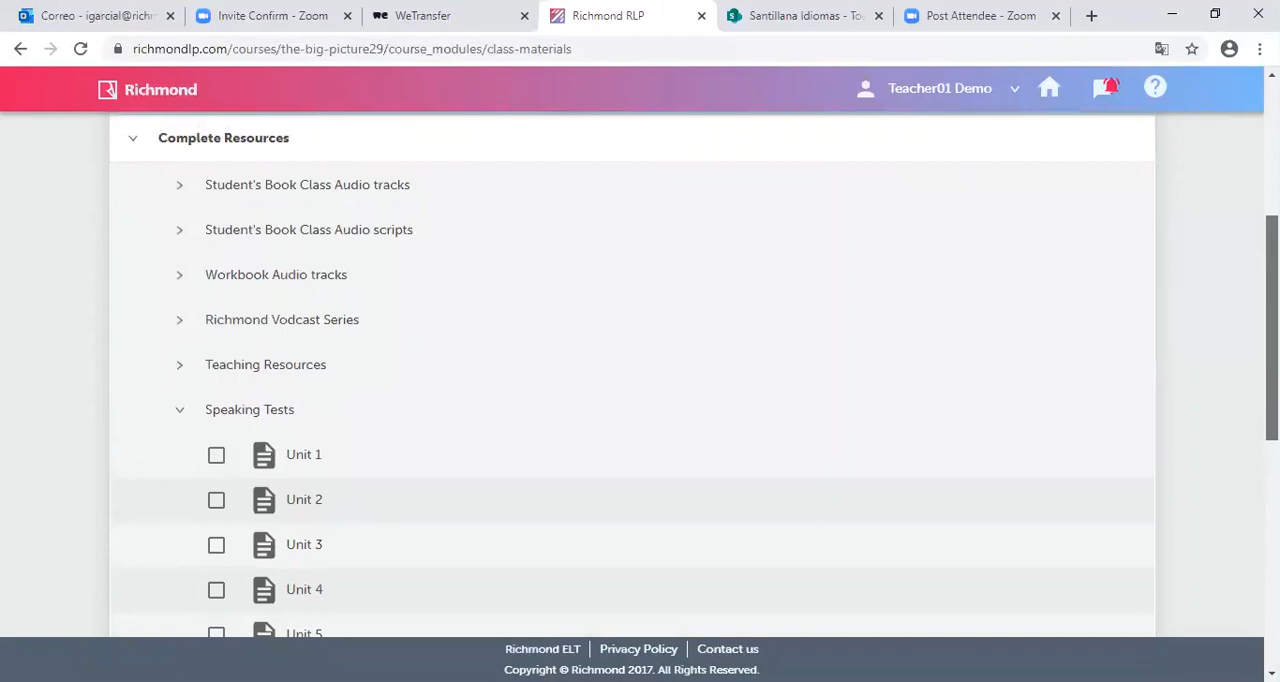 Correo - igarcial@richm
Invite Confirm - Zoom
WeTransfer
Richmond RLP
Santillana Idiomas - Tou
Post Attendee - Zoom
richmondlp.com/courses/the-big-picture29/course_modules/class-materials
Richmond
Teacher01 Demo
Complete Resources
Student's Book Class Audio tracks
Student's Book Class Audio scripts
Workbook Audio tracks
Richmond Vodcast Series
Teaching Resources
Speaking Tests
Unit 1
Unit 2
Unit 3
Unit 4
Unit 5
Richmond ELT
Privacy Policy
Contact us
Copyright © Richmond 2017. All Rights Reserved.